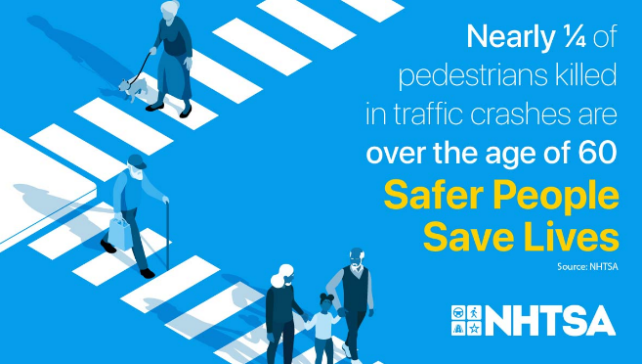 Nearly ¼ of
pedestrians killed
in traffic crashes are
over the age of 60
Safer People
Save Lives
Source: NHTSA
NHTSA